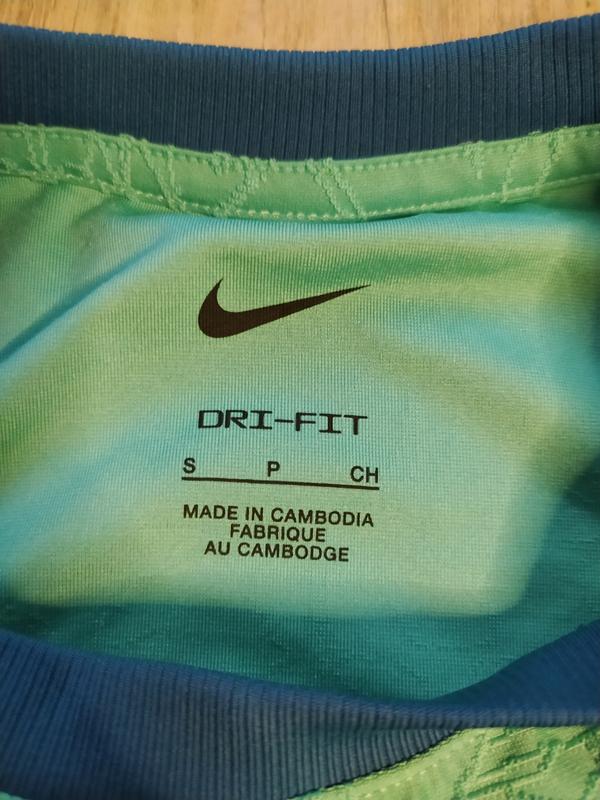 DRI-FIT
S P CH
MADE IN CAMBODIA
FABRIQUE
AU CAMBODGE